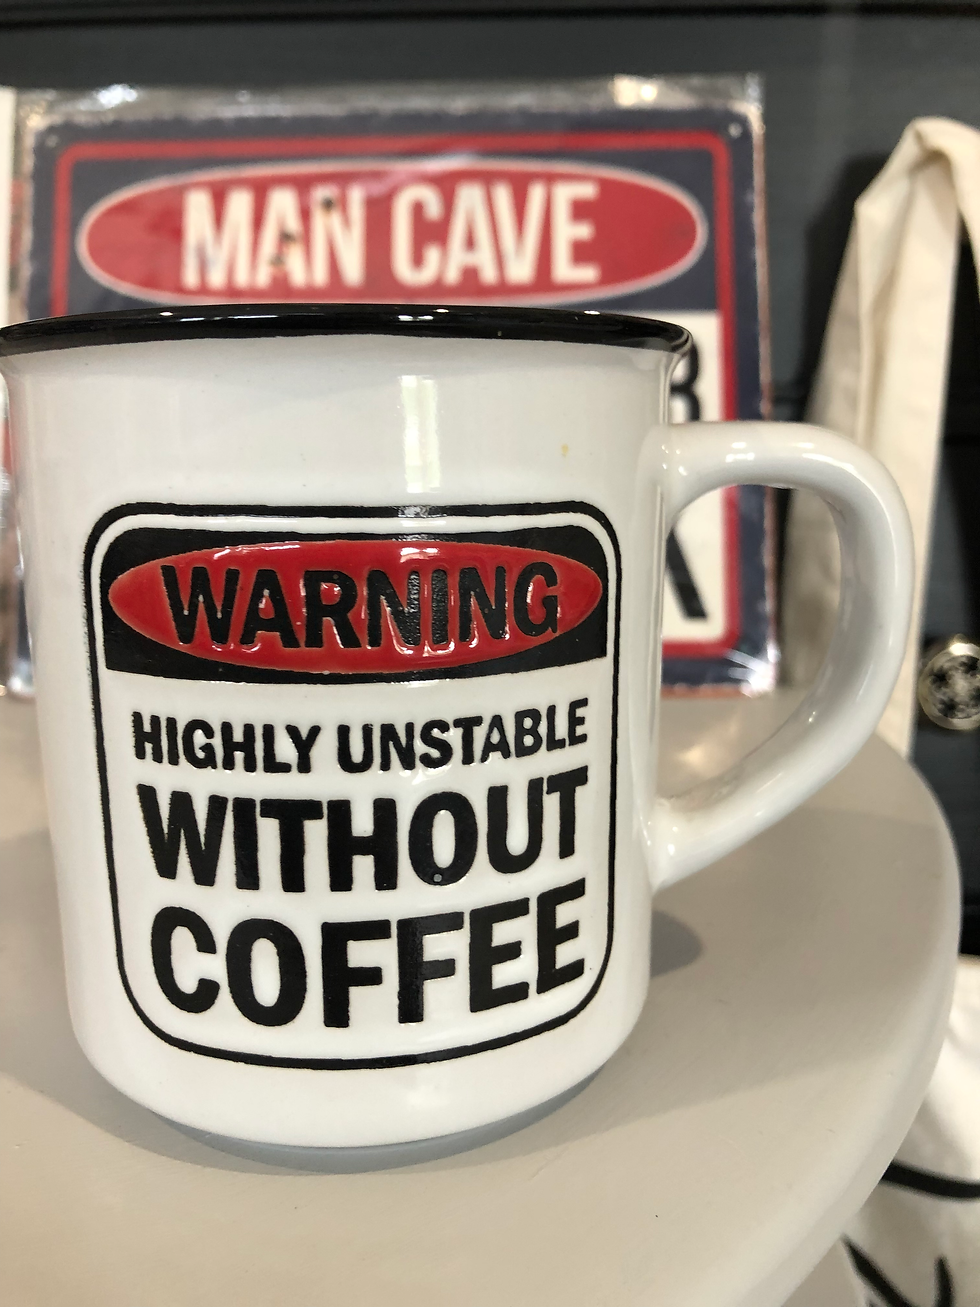 MAN CAVE
WARNING
HIGHLY UNSTABLE
WITHOUT
COFFEE